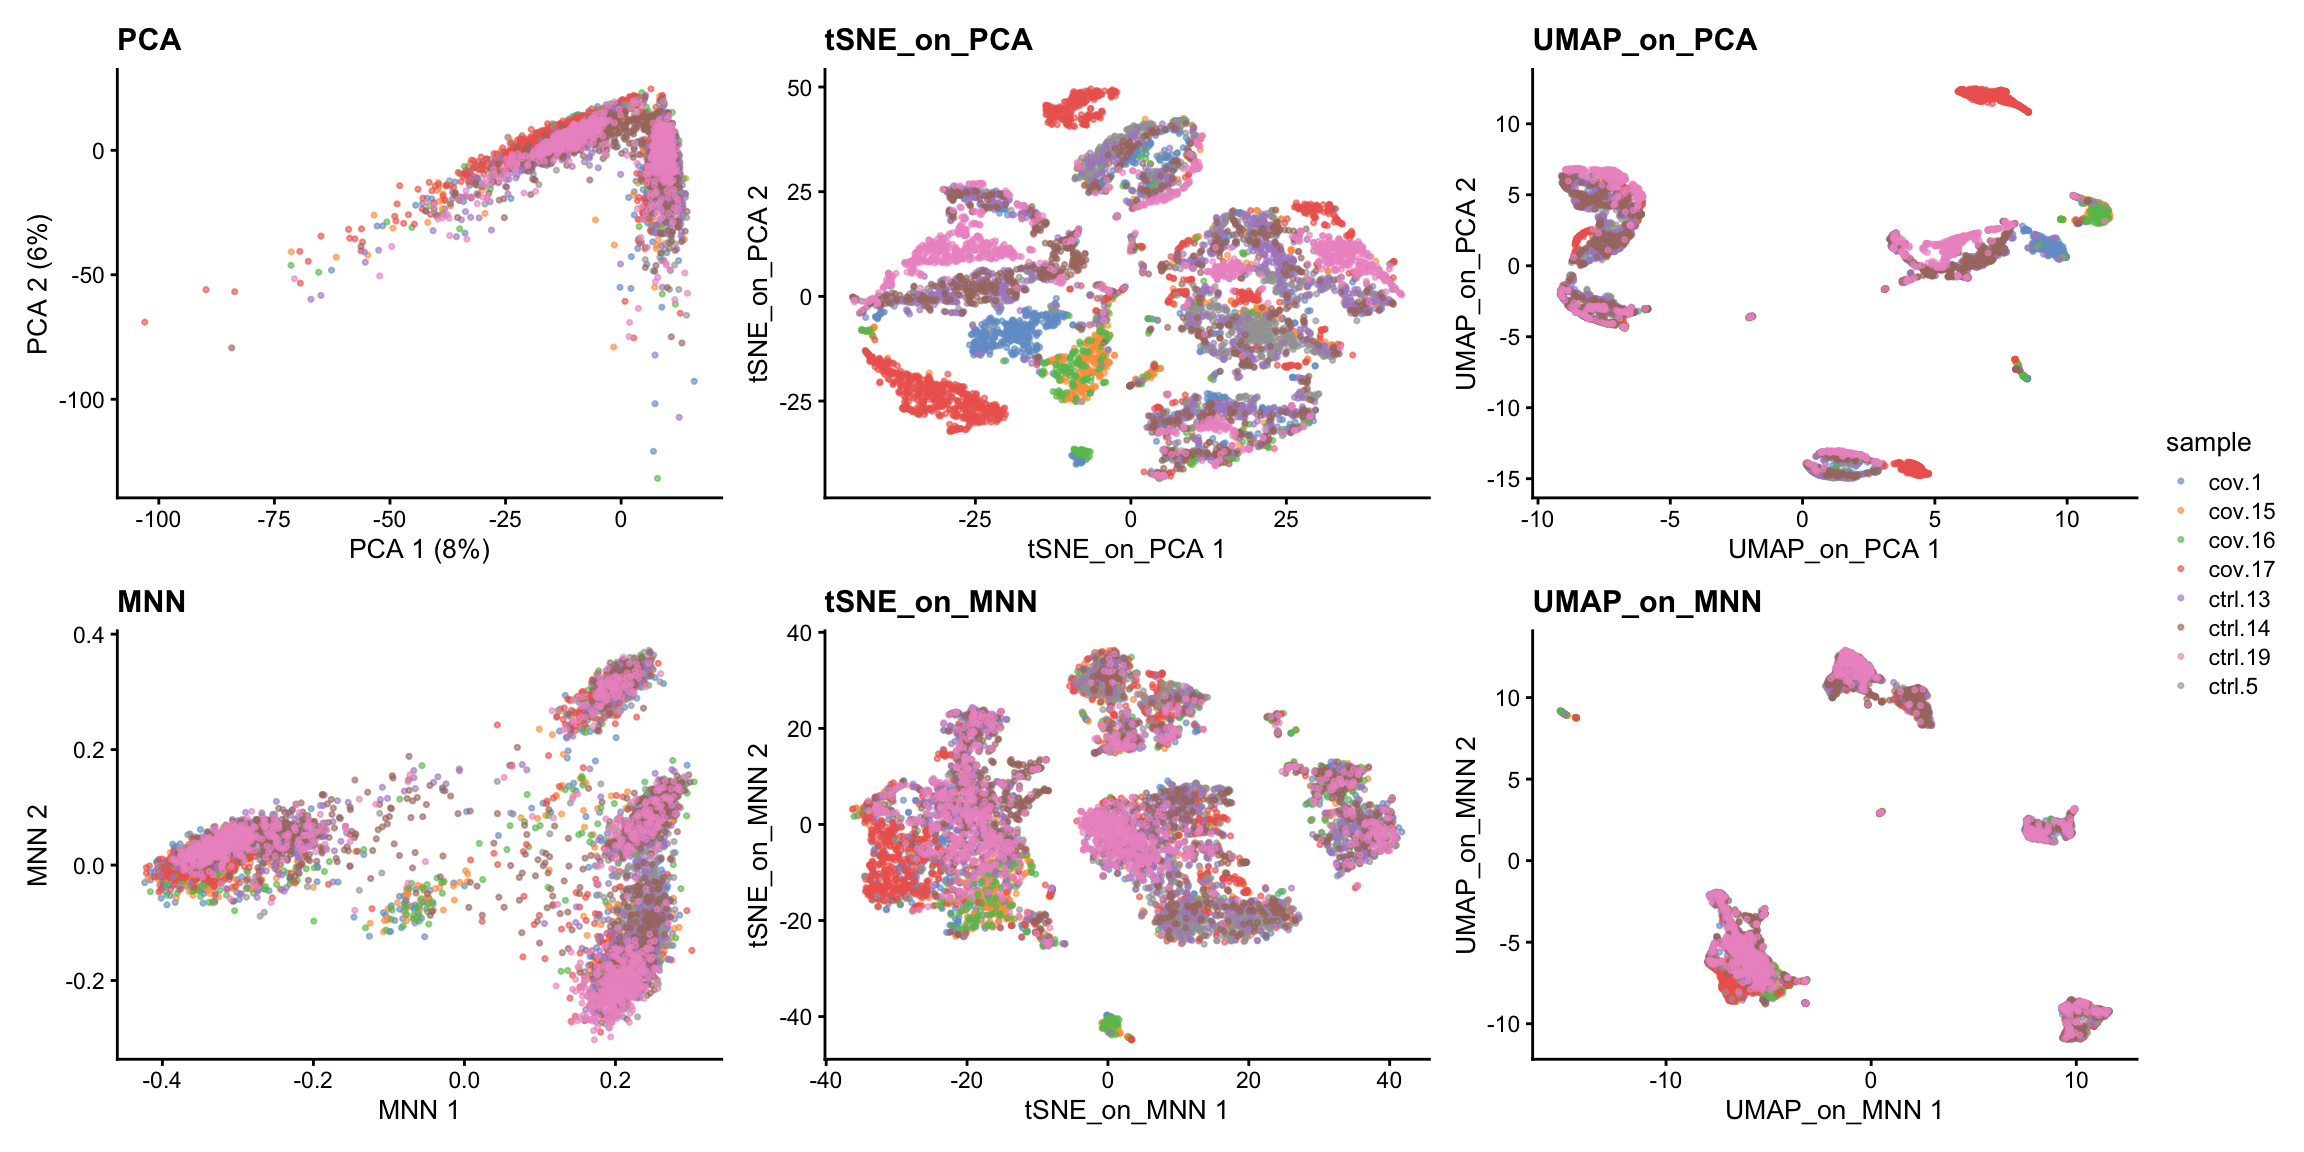 PCA
PCA 2 (6%)
0
-50
-100
-100
-75
-50
-25
0
PCA 1 (8%)
tSNE_on_PCA
tSNE_on_PCA 2
50
25
0
-25
-25
0
25
tSNE_on_PCA 1
UMAP_on_PCA
UMAP_on_PCA 2
10
5
0
-5
-10
-15
-10
-5
0
5
10
UMAP_on_PCA 1
MNN
MNN 2
0.4
0.2
0.0
-0.2
-0.4
-0.2
0.0
0.2
MNN 1
tSNE_on_MNN
tSNE_on_MNN 2
40
20
0
-20
-40
-40
-20
0
20
40
tSNE_on_MNN 1
UMAP_on_MNN
UMAP_on_MNN 2
10
5
0
-5
-10
-10
0
10
UMAP_on_MNN 1
sample
cov.1
cov.15
cov.16
cov.17
ctrl.13
ctrl.14
ctrl.19
ctrl.5